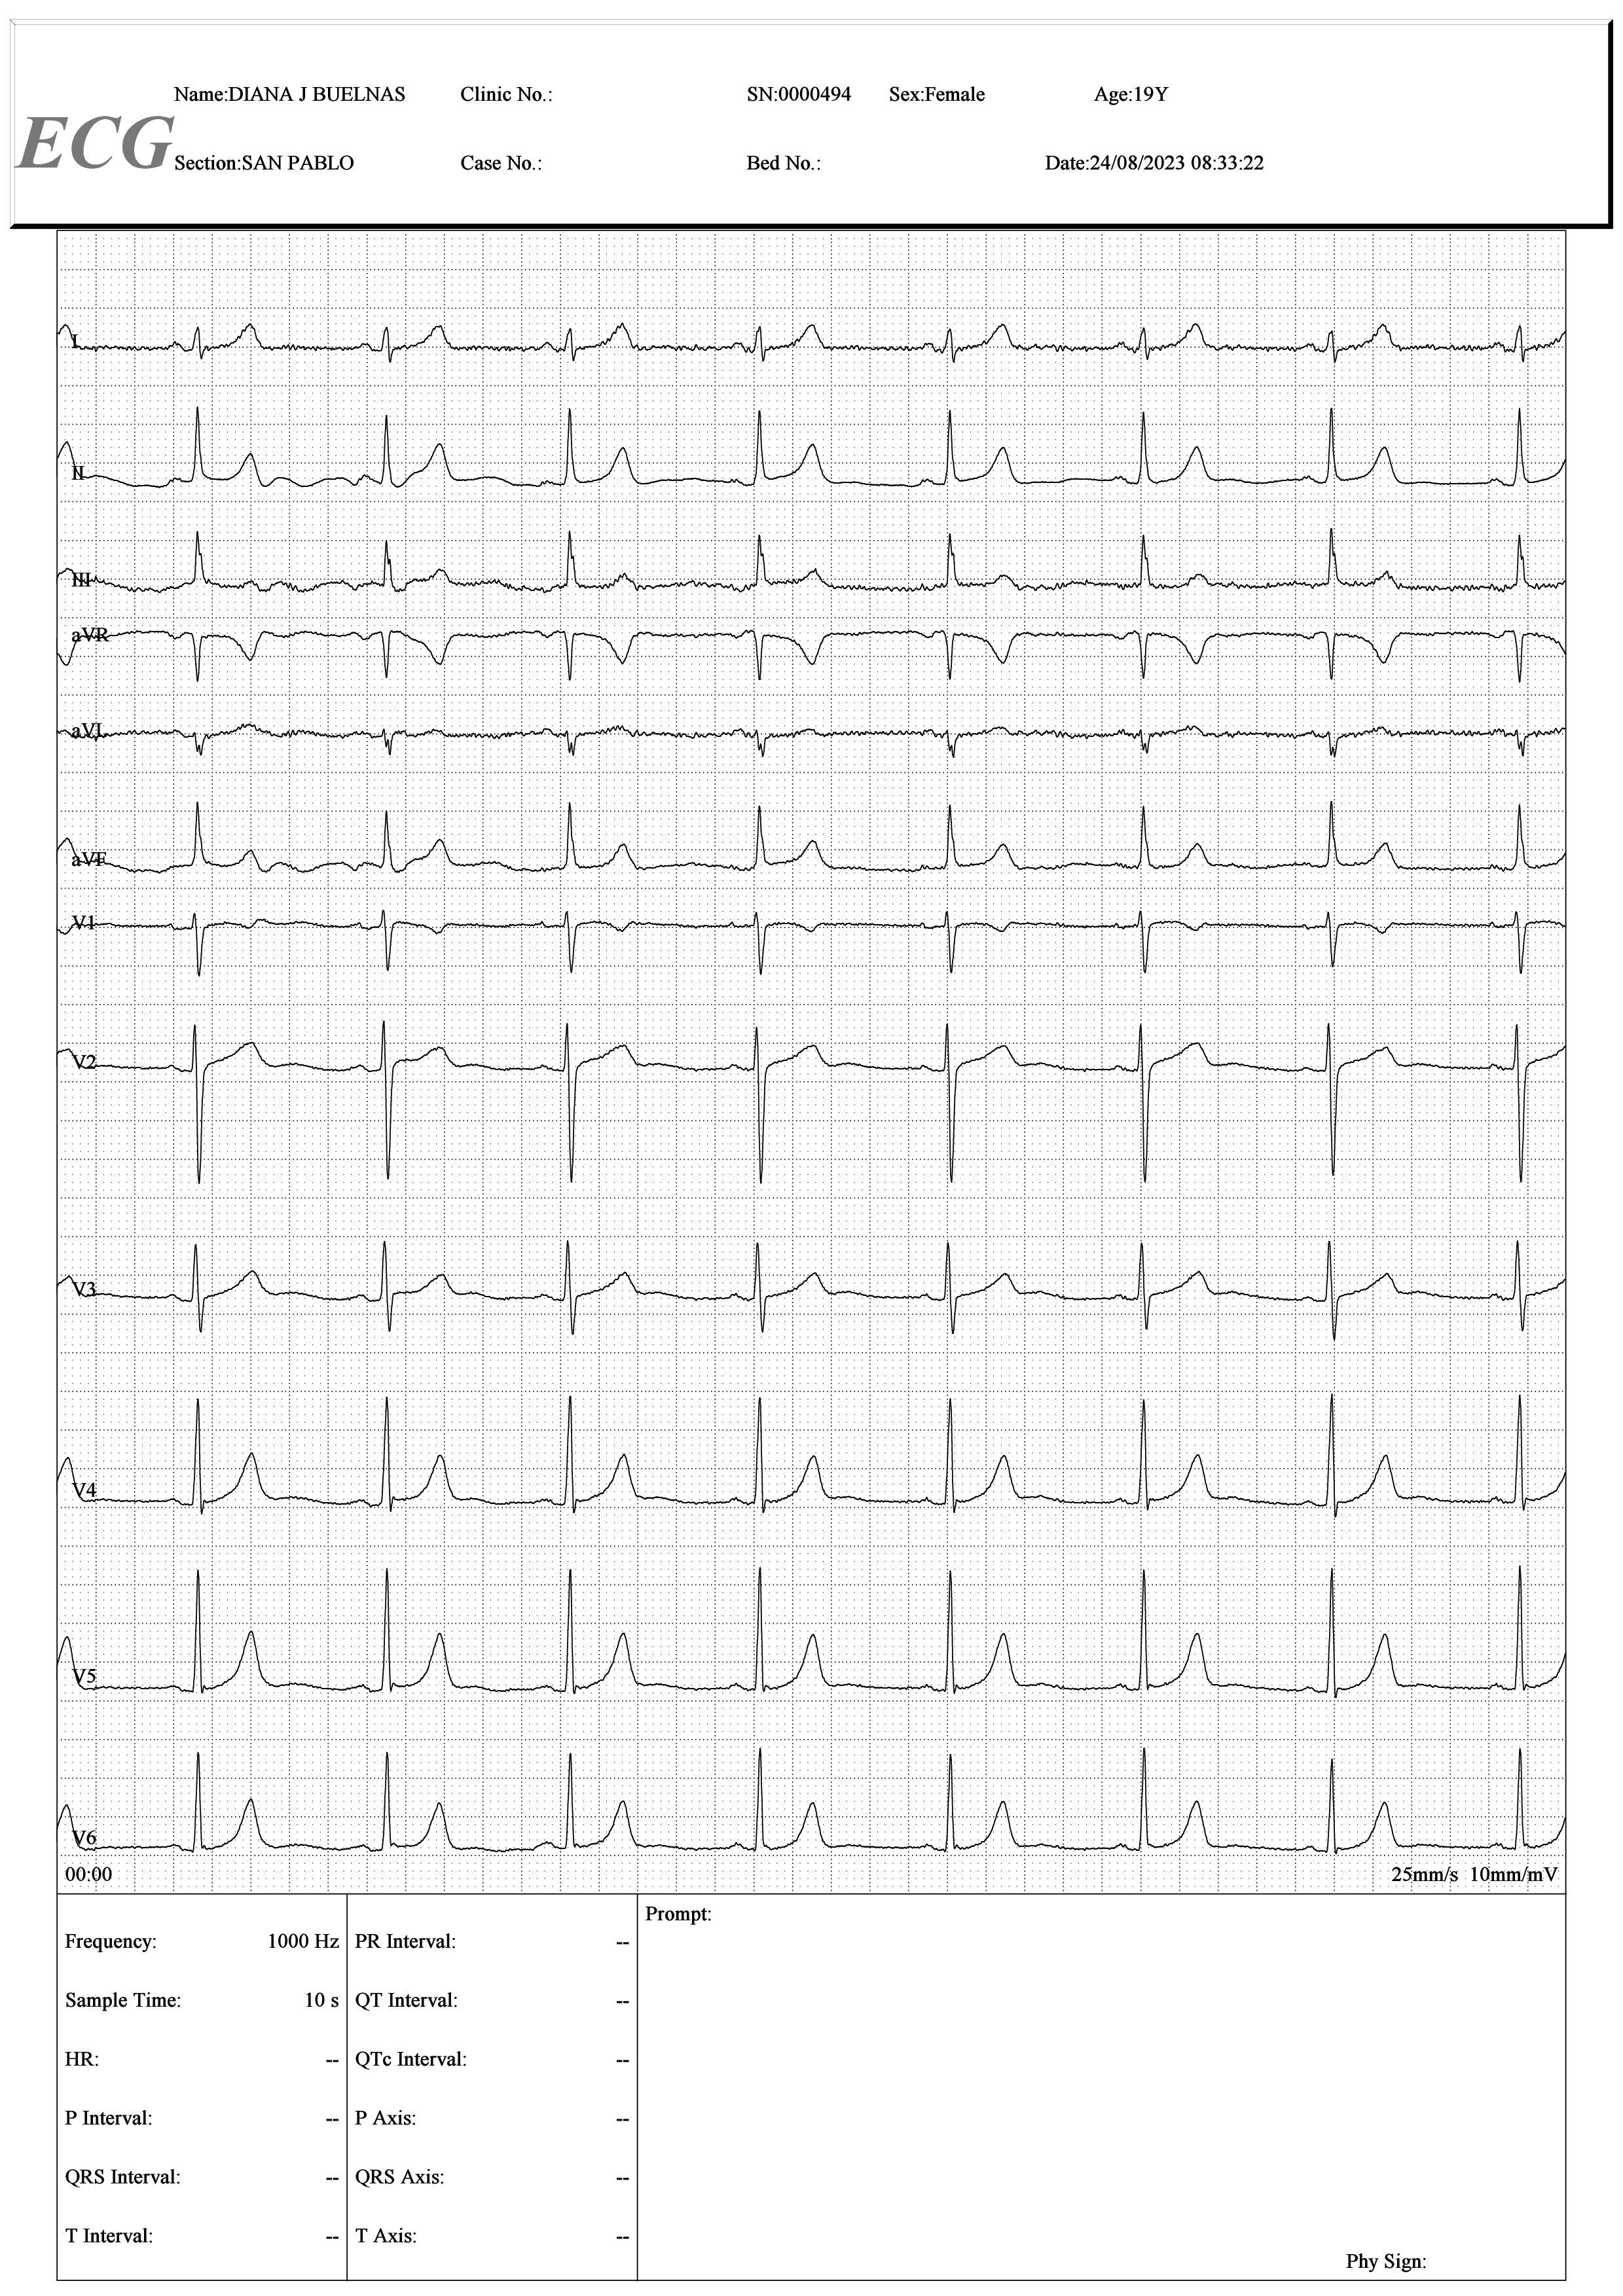 ECG
Name:DIANA J BUELNAS Clinic No.: SN:0000494 Sex:Female Age:19Y
Section:SAN PABLO Case No.: Bed No.: Date:24/08/2023 08:33:22
I
II
III
aVR
aVL
aVF
V1
V2
V3
V4
V5
V6
00:00 25mm/s 10mm/mV
Frequency: 1000 Hz PR Interval: -- Prompt:
Sample Time: 10 s QT Interval: --
HR: -- QTc Interval: --
P Interval: -- P Axis: --
QRS Interval: -- QRS Axis: --
T Interval: -- T Axis: --
Phy Sign: